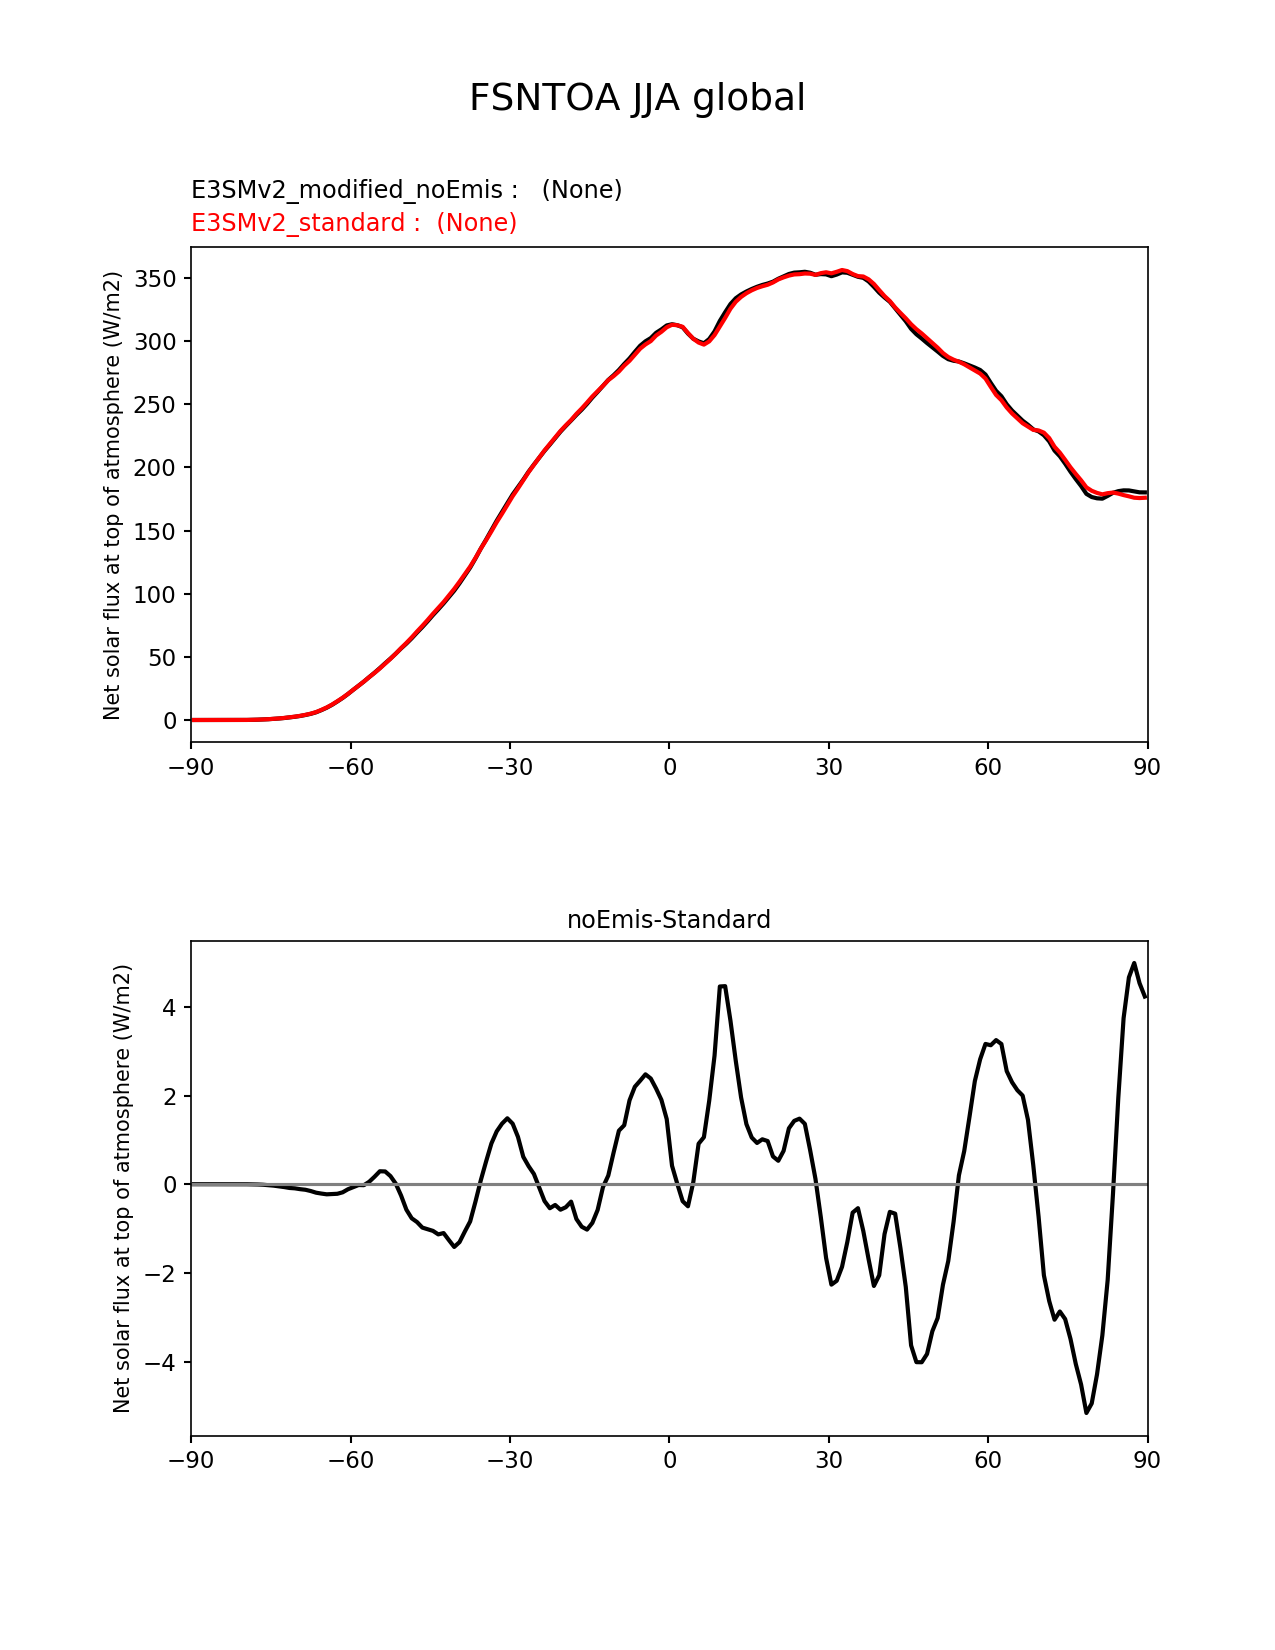 FSNTOA JJA global
E3SMv2_modified_noEmis :   (None)
E3SMv2_standard :  (None)
Net solar flux at top of atmosphere (W/m2)
350
300
250
200
150
100
50
0
−90 −60 −30 0 30 60 90
noEmis-Standard
Net solar flux at top of atmosphere (W/m2)
4
2
0
−2
−4
−90 −60 −30 0 30 60 90